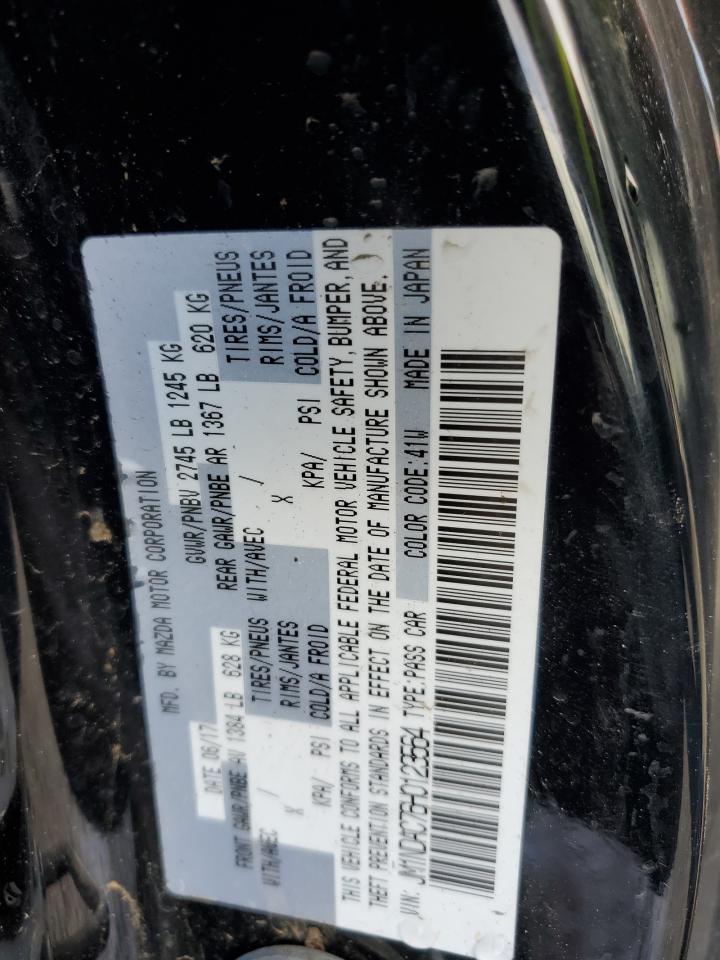 MFD. BY MAZDA MOTOR CORPORATION
DATE 06/17
GVWR/PNBV 2745 LB 1245 KG
FRONT GAWR/PNBE AV 1384 LB 628 KG
REAR GAWR/PNBE AR 1367 LB 620 KG
WITH/AVEC / TIRES/PNEUS WITH/AVEC / TIRES/PNEUS
X RIMS/JANTES X RIMS/JANTES
KPA/ PSI COLD/A FROID KPA/ PSI COLD/A FROID
THIS VEHICLE CONFORMS TO ALL APPLICABLE FEDERAL MOTOR VEHICLE SAFETY, BUMPER, AND
THEFT PREVENTION STANDARDS IN EFFECT ON THE DATE OF MANUFACTURE SHOWN ABOVE.
VIN: JM1NDAC76H0123564 TYPE:PASS CAR COLOR CODE:41W MADE IN JAPAN